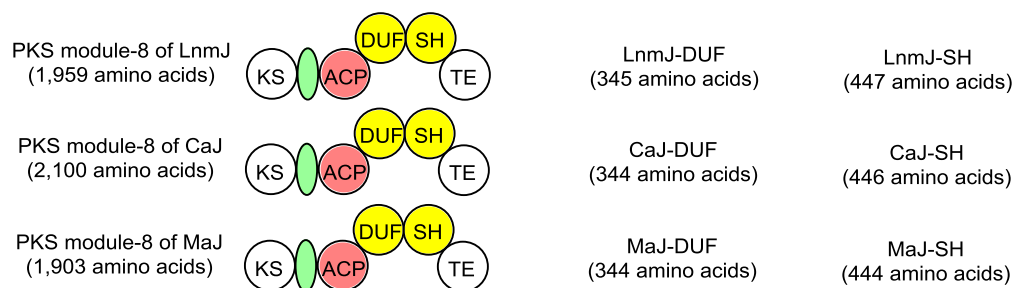 PKS module-8 of LnmJ
(1,959 amino acids)
KS
ACP
DUF
SH
TE
LnmJ-DUF
(345 amino acids)
LnmJ-SH
(447 amino acids)
PKS module-8 of CaJ
(2,100 amino acids)
KS
ACP
DUF
SH
TE
CaJ-DUF
(344 amino acids)
CaJ-SH
(446 amino acids)
PKS module-8 of MaJ
(1,903 amino acids)
KS
ACP
DUF
SH
TE
MaJ-DUF
(344 amino acids)
MaJ-SH
(444 amino acids)